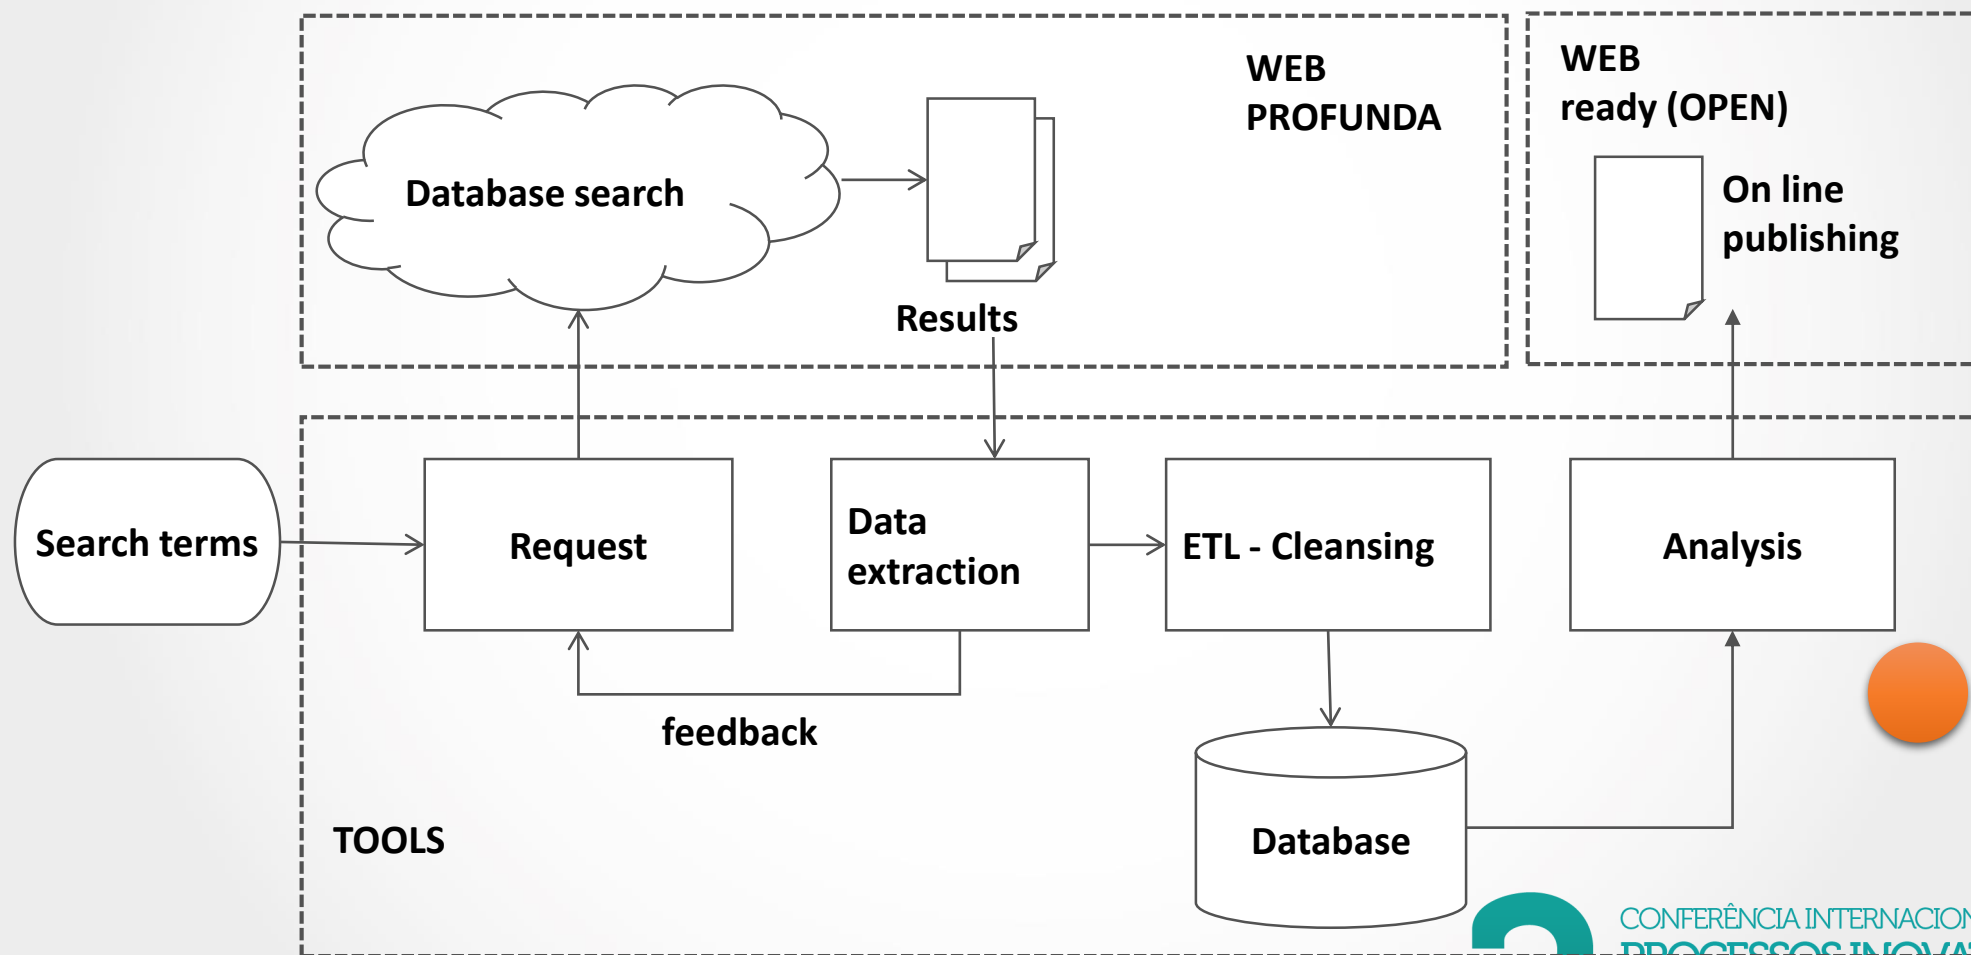 WEB
PROFUNDA
WEB
ready (OPEN)
Database search
On line
publishing
Results
Search terms
Request
Data
extraction
ETL - Cleansing
Analysis
feedback
TOOLS
Database
CONFERÊNCIA